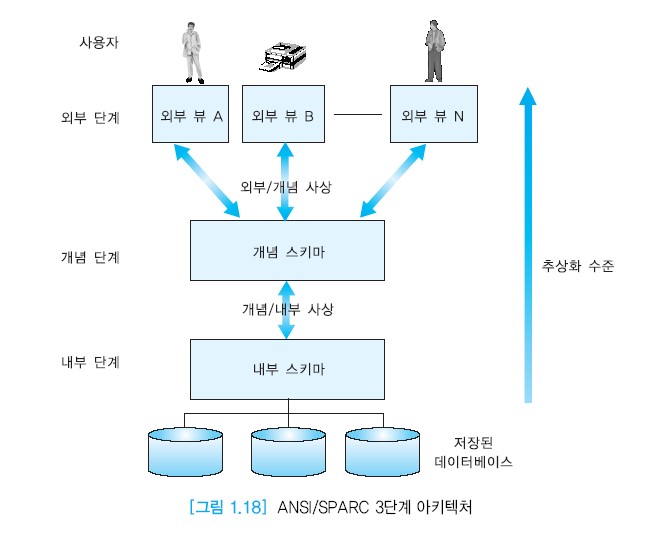 사용자
외부 단계
외부 뷰 A
외부 뷰 B
외부 뷰 N
외부/개념 사상
개념 단계
개념 스키마
추상화 수준
개념/내부 사상
내부 단계
내부 스키마
저장된
데이터베이스
[그림 1.18] ANSI/SPARC 3단계 아키텍처